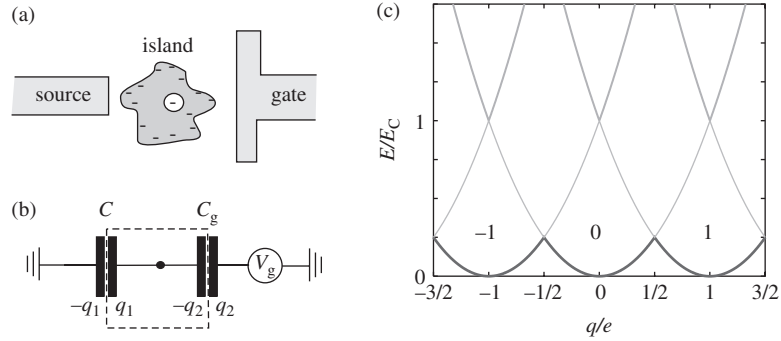 (a)
island
source
gate
(b)
C
C_g
V_g
−q_1
q_1
−q_2
q_2
(c)
E/E_C
1
0
−1
0
1
−3/2
−1
−1/2
0
1/2
1
3/2
q/e